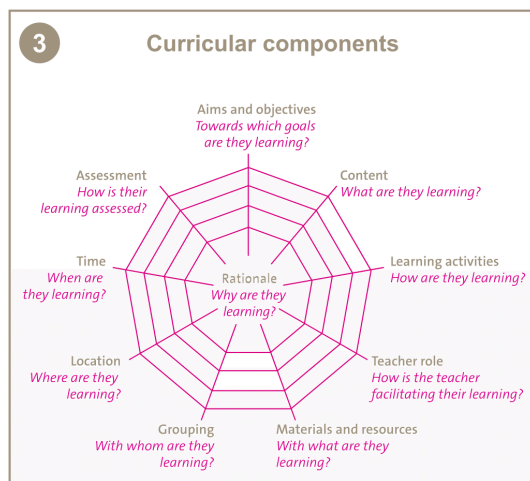 3
Curricular components
Aims and objectives
Towards which goals
are they learning?
Assessment
How is their
learning assessed?
Content
What are they learning?
Time
When are
they learning?
Rationale
Why are they
learning?
Learning activities
How are they learning?
Location
Where are they
learning?
Teacher role
How is the teacher
facilitating their learning?
Grouping
With whom are they
learning?
Materials and resources
With what are they
learning?